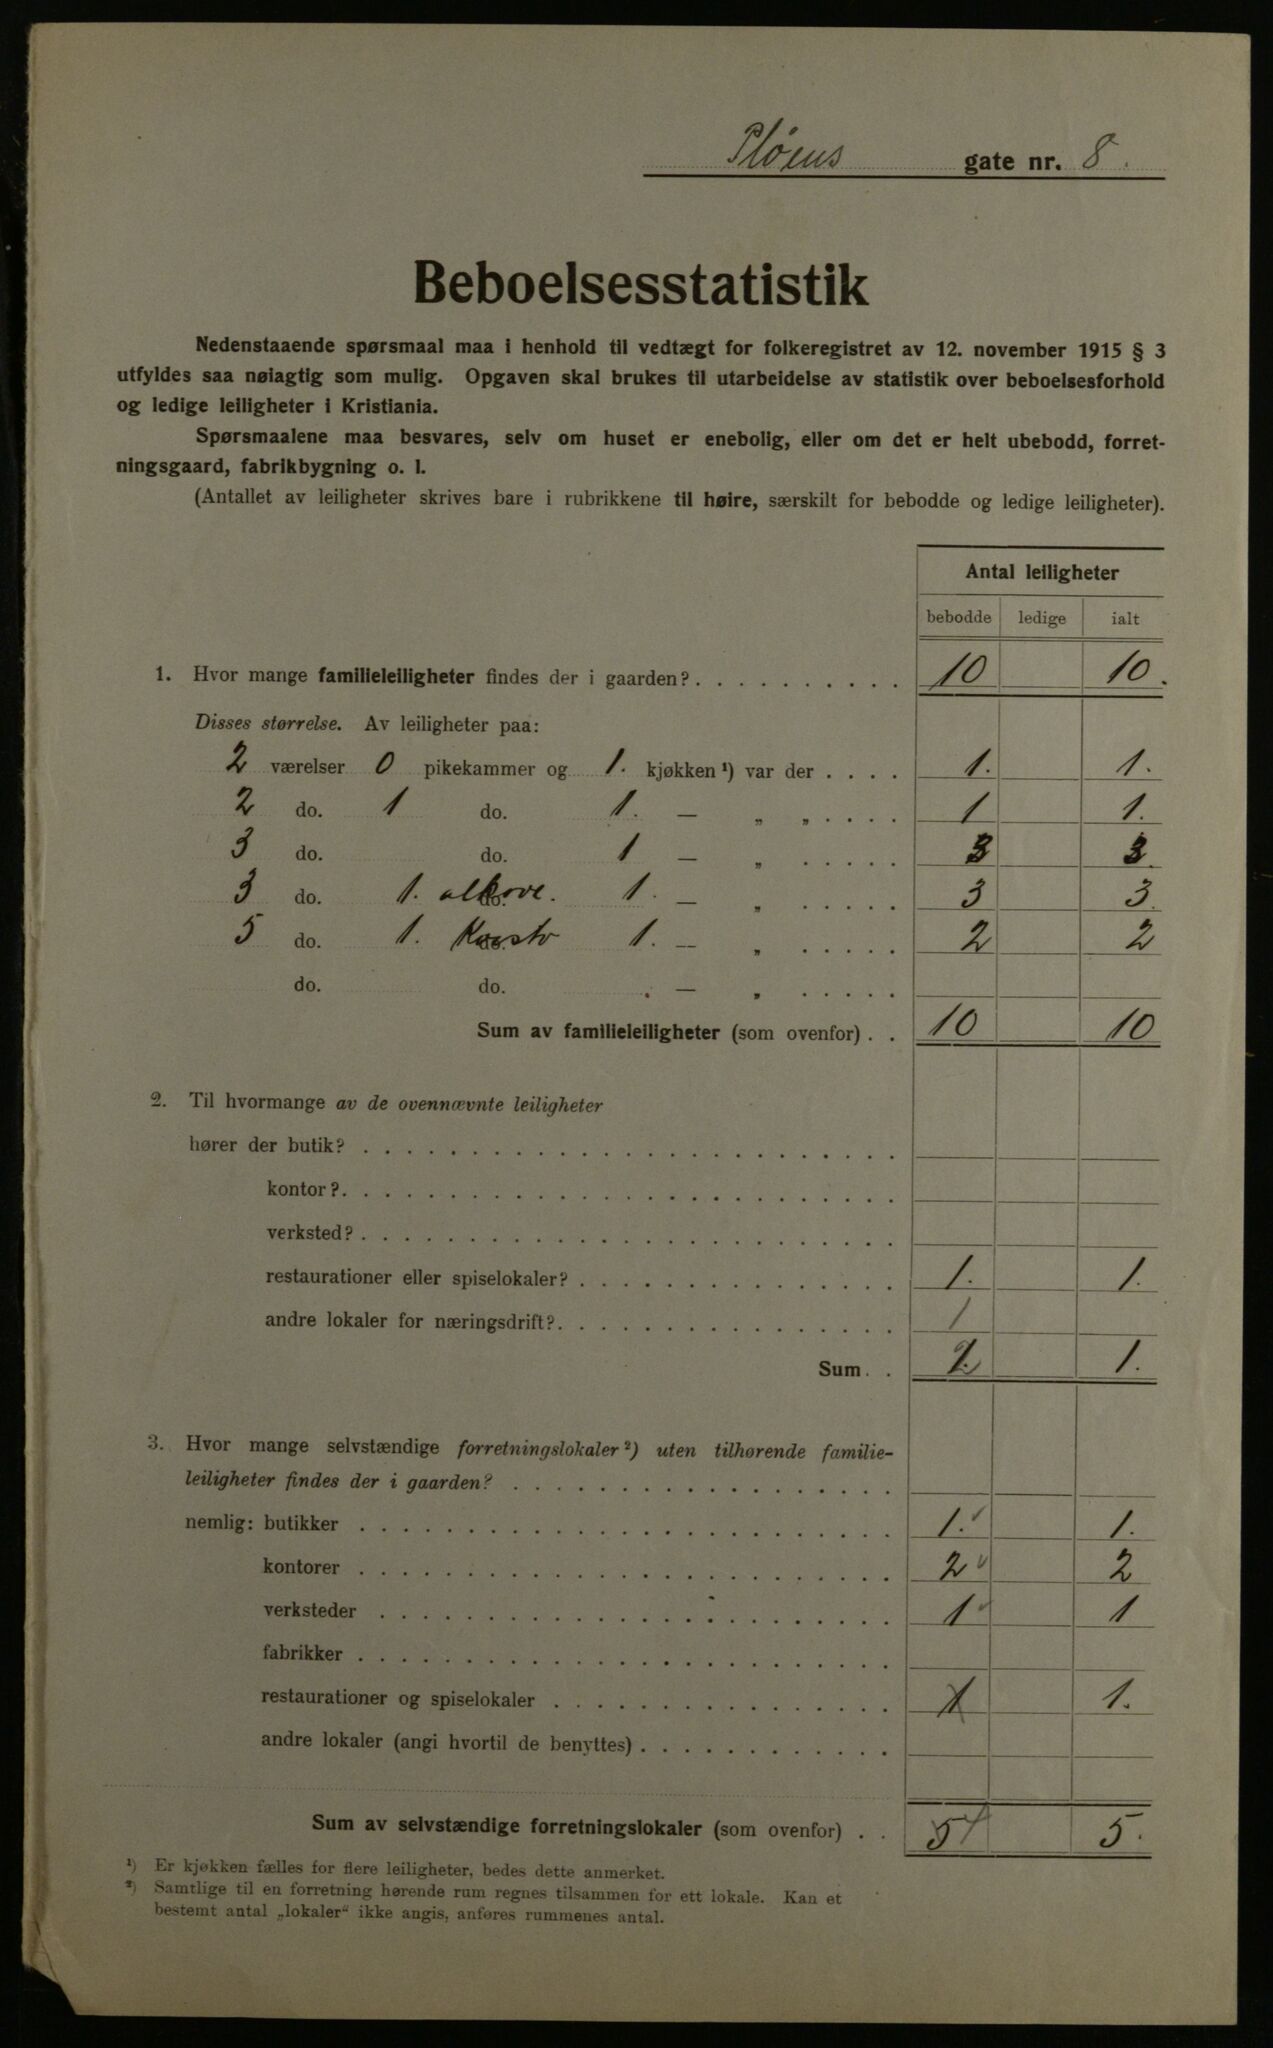 Pløens gate nr. 8.
Beboelsesstatistik
Nedenstaaende spørsmaal maa i henhold til vedtægt for folkeregistret av 12. november 1915 § 3
utfyldes saa nøiagtig som mulig. Opgaven skal brukes til utarbeidelse av statistik over beboelsesforhold
og ledige leiligheter i Kristiania.
Spørsmaalene maa besvares, selv om huset er enebolig, eller om det er helt ubebodd, forret-
ningsgaard, fabrikbygning o. l.
(Antallet av leiligheter skrives bare i rubrikkene til høire, særskilt for bebodde og ledige leiligheter).
Antal leiligheter
bebodde ledige ialt
1. Hvor mange familieleiligheter findes der i gaarden? . . . . . . . . . . 10 10.
Disses størrelse. Av leiligheter paa:
2 værelser 0 pikekammer og 1. kjøkken ¹) var der . . . . 1. 1.
2 do. 1 do. 1. — „ „ . . . . 1 1.
3 do. do. 1 — „ . . . . . 3 3.
3 do. 1. alkove. do. 1. — „ . . . . . 3 3.
5 do. 1. do. 1. — „ . . . . . 2 2
do. do. — „ . . . . .
Sum av familieleiligheter (som ovenfor) . . 10 10
2. Til hvormange av de ovennævnte leiligheter
hører der butik? . . . . . . . . . . . . . . . . . . .
kontor? . . . . . . . . . . . . . . . . . . .
verksted? . . . . . . . . . . . . . . . . . . .
restaurationer eller spiselokaler? . . . . . . . . . . . 1. 1.
andre lokaler for næringsdrift? . . . . . . . . . . . . 1
Sum . . 2 1.
3. Hvor mange selvstændige forretningslokaler ²) uten tilhørende familie-
leiligheter findes der i gaarden? . . . . . . . . . . . . . . . . . .
nemlig: butikker . . . . . . . . . . . . . . . . . . . 1. 1.
kontorer . . . . . . . . . . . . . . . . . . . 2 2
verksteder . . . . . . . . . . . . . . . . . . 1 1
fabrikker . . . . . . . . . . . . . . . . . . .
restaurationer og spiselokaler . . . . . . . . . . . . 1 1.
andre lokaler (angi hvortil de benyttes) . . . . . . . . . . . .
Sum av selvstændige forretningslokaler (som ovenfor) . . 5 4 5.
¹) Er kjøkken fælles for flere leiligheter, bedes dette anmerket.
²) Samtlige til en forretning hørende rum regnes tilsammen for ett lokale. Kan et
bestemt antal „lokaler“ ikke angis, anføres rummenes antal.